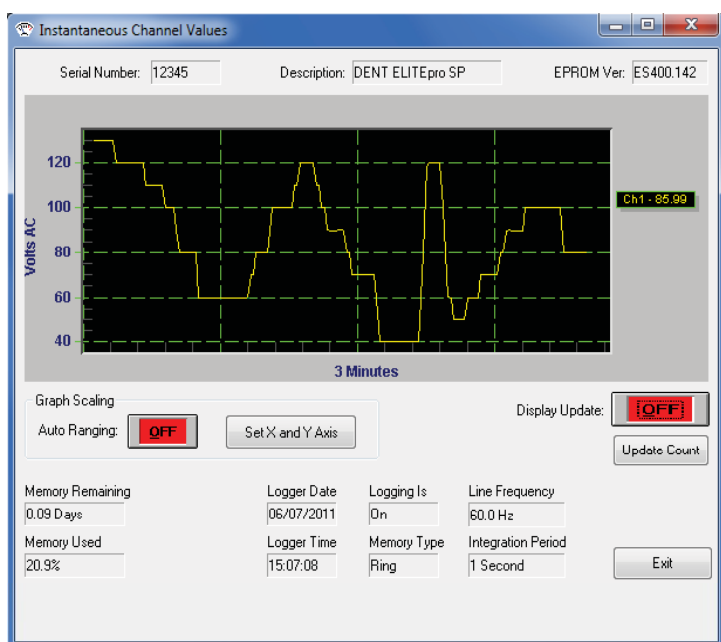 Instantaneous Channel Values
Serial Number: 12345 Description: DENT ELITEpro SP EPROM Ver: ES400.142
120
100
80
60
40
Volts AC
Ch1 - 85.99
3 Minutes
Graph Scaling
Auto Ranging: OFF Set X and Y Axis
Display Update: OFF
Update Count
Memory Remaining Logger Date Logging Is Line Frequency
0.09 Days 06/07/2011 On 60.0 Hz
Memory Used Logger Time Memory Type Integration Period
20.9% 15:07:08 Ring 1 Second Exit